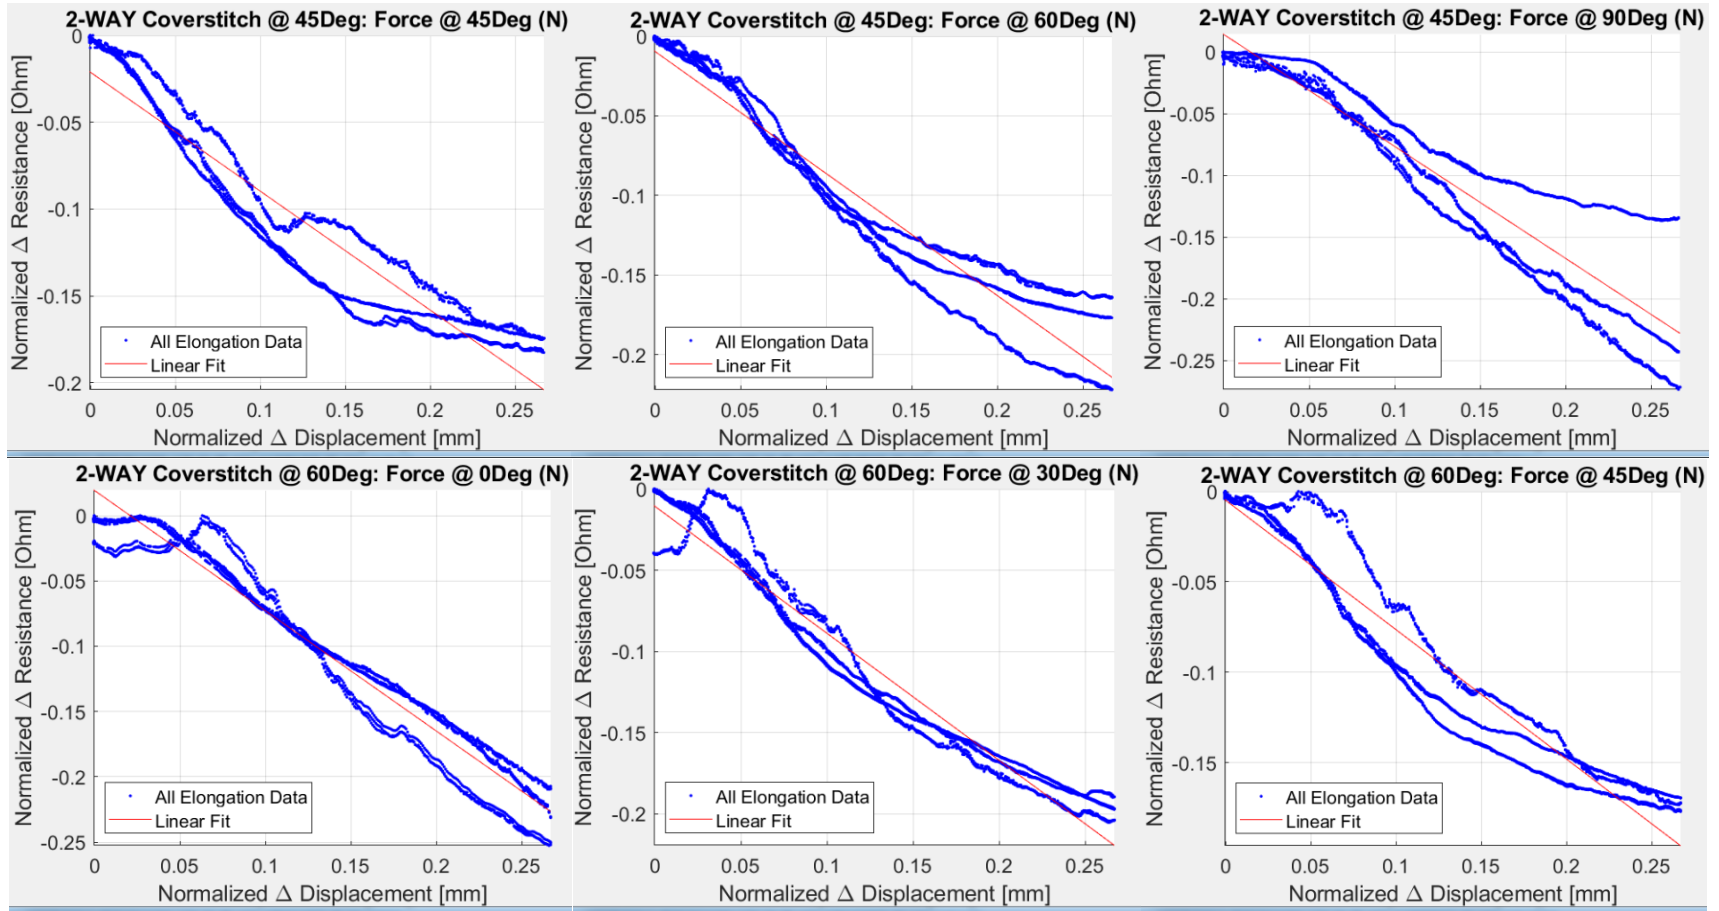 2-WAY Coverstitch @ 45Deg: Force @ 45Deg (N)
0
-0.05
-0.1
-0.15
-0.2
Normalized Δ Resistance [Ohm]
All Elongation Data
Linear Fit
0 0.05 0.1 0.15 0.2 0.25
Normalized Δ Displacement [mm]
2-WAY Coverstitch @ 45Deg: Force @ 60Deg (N)
0
-0.05
-0.1
-0.15
-0.2
Normalized Δ Resistance [Ohm]
All Elongation Data
Linear Fit
0 0.05 0.1 0.15 0.2 0.25
Normalized Δ Displacement [mm]
2-WAY Coverstitch @ 45Deg: Force @ 90Deg (N)
0
-0.05
-0.1
-0.15
-0.2
-0.25
Normalized Δ Resistance [Ohm]
All Elongation Data
Linear Fit
0 0.05 0.1 0.15 0.2 0.25
Normalized Δ Displacement [mm]
2-WAY Coverstitch @ 60Deg: Force @ 0Deg (N)
0
-0.05
-0.1
-0.15
-0.2
-0.25
Normalized Δ Resistance [Ohm]
All Elongation Data
Linear Fit
0 0.05 0.1 0.15 0.2 0.25
Normalized Δ Displacement [mm]
2-WAY Coverstitch @ 60Deg: Force @ 30Deg (N)
0
-0.05
-0.1
-0.15
-0.2
Normalized Δ Resistance [Ohm]
All Elongation Data
Linear Fit
0 0.05 0.1 0.15 0.2 0.25
Normalized Δ Displacement [mm]
2-WAY Coverstitch @ 60Deg: Force @ 45Deg (N)
0
-0.05
-0.1
-0.15
Normalized Δ Resistance [Ohm]
All Elongation Data
Linear Fit
0 0.05 0.1 0.15 0.2 0.25
Normalized Δ Displacement [mm]